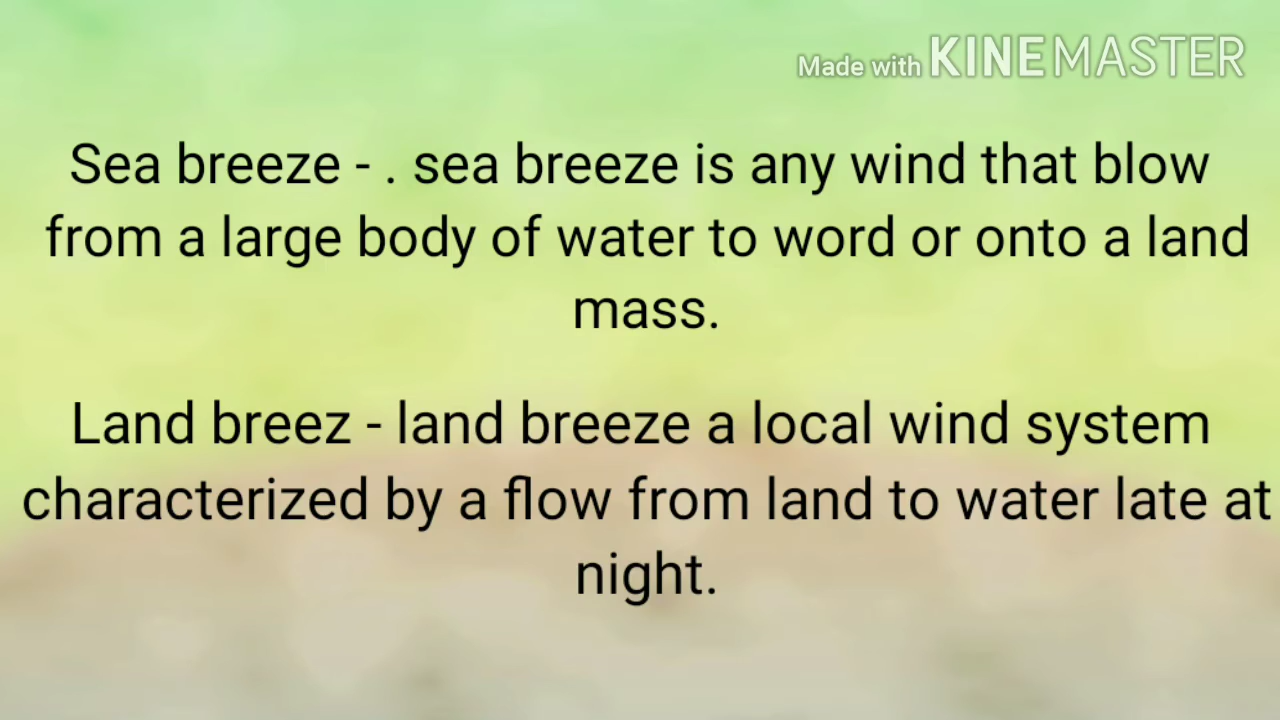 Made with KINEMASTER
Sea breeze - . sea breeze is any wind that blow
from a large body of water to word or onto a land
mass.
Land breez - land breeze a local wind system
characterized by a flow from land to water late at
night.